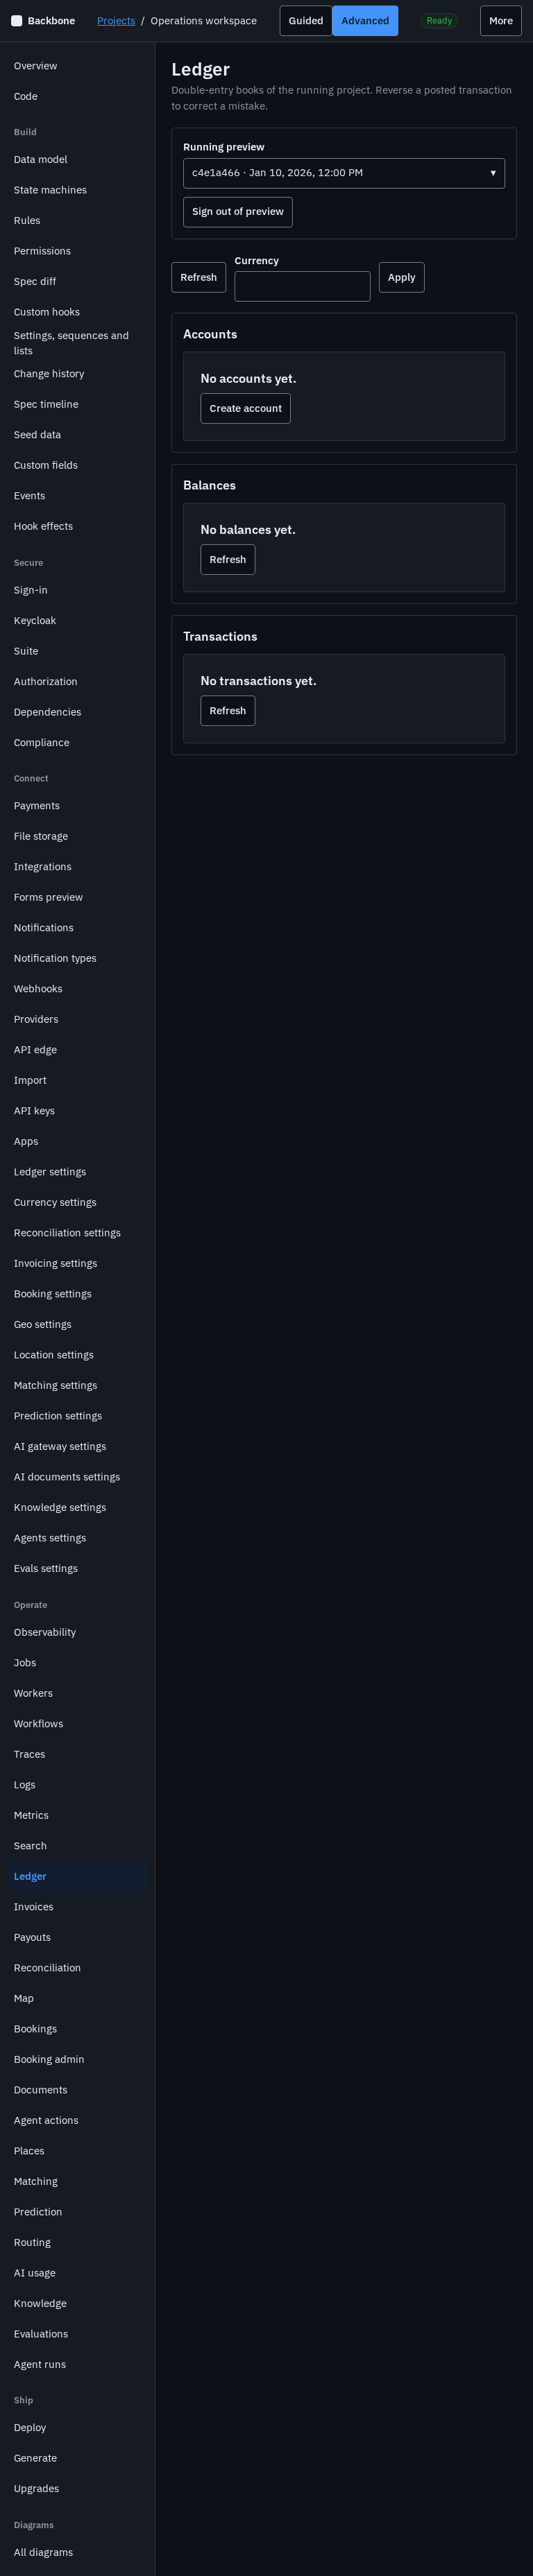 Backbone
Projects / Operations workspace
Guided
Advanced
Ready
More
Overview
Code
Build
Data model
State machines
Rules
Permissions
Spec diff
Custom hooks
Settings, sequences and
lists
Change history
Spec timeline
Seed data
Custom fields
Events
Hook effects
Secure
Sign-in
Keycloak
Suite
Authorization
Dependencies
Compliance
Connect
Payments
File storage
Integrations
Forms preview
Notifications
Notification types
Webhooks
Providers
API edge
Import
API keys
Apps
Ledger settings
Currency settings
Reconciliation settings
Invoicing settings
Booking settings
Geo settings
Location settings
Matching settings
Prediction settings
AI gateway settings
AI documents settings
Knowledge settings
Agents settings
Evals settings
Operate
Observability
Jobs
Workers
Workflows
Traces
Logs
Metrics
Search
Ledger
Invoices
Payouts
Reconciliation
Map
Bookings
Booking admin
Documents
Agent actions
Places
Matching
Prediction
Routing
AI usage
Knowledge
Evaluations
Agent runs
Ship
Deploy
Generate
Upgrades
Diagrams
All diagrams
Ledger
Double-entry books of the running project. Reverse a posted transaction
to correct a mistake.
Running preview
c4e1a466 · Jan 10, 2026, 12:00 PM
Sign out of preview
Refresh
Currency
Apply
Accounts
No accounts yet.
Create account
Balances
No balances yet.
Refresh
Transactions
No transactions yet.
Refresh